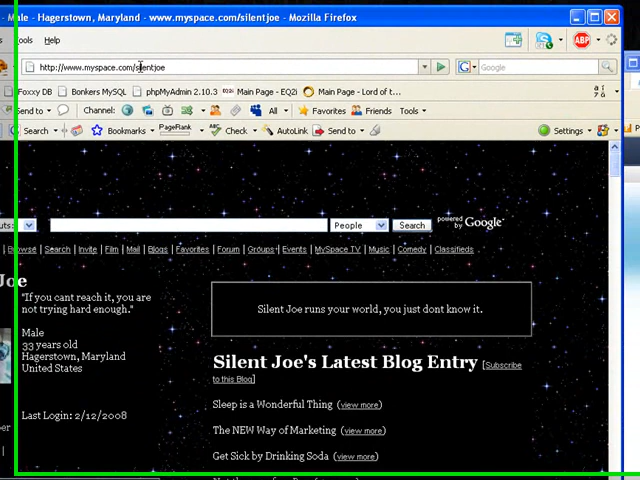 - Male - Hagerstown, Maryland - www.myspace.com/silentjoe - Mozilla Firefox
Help
http://www.myspace.com/silentjoe
Google
Foxxy DB Bonkers MySQL phpMyAdmin 2.10.3 EQ2i Main Page - EQ2i Main Page - Lord of t...
Send to Channel: Tools All Favorites Friends Tools
Search Bookmarks PageRank Check AutoLink Send to Settings
People Search powered by Google
Browse | Search | Invite | Film | Mail | Blogs | Favorites | Forum | Groups | Events | MySpace TV | Music | Comedy | Classifieds
Joe
"If you cant reach it, you are
not trying hard enough."
Male
33 years old
Hagerstown, Maryland
United States
Last Login: 2/12/2008
Silent Joe runs your world, you just dont know it.
Silent Joe's Latest Blog Entry [Subscribe
to this Blog]
Sleep is a Wonderful Thing (view more)
The NEW Way of Marketing (view more)
Get Sick by Drinking Soda (view more)